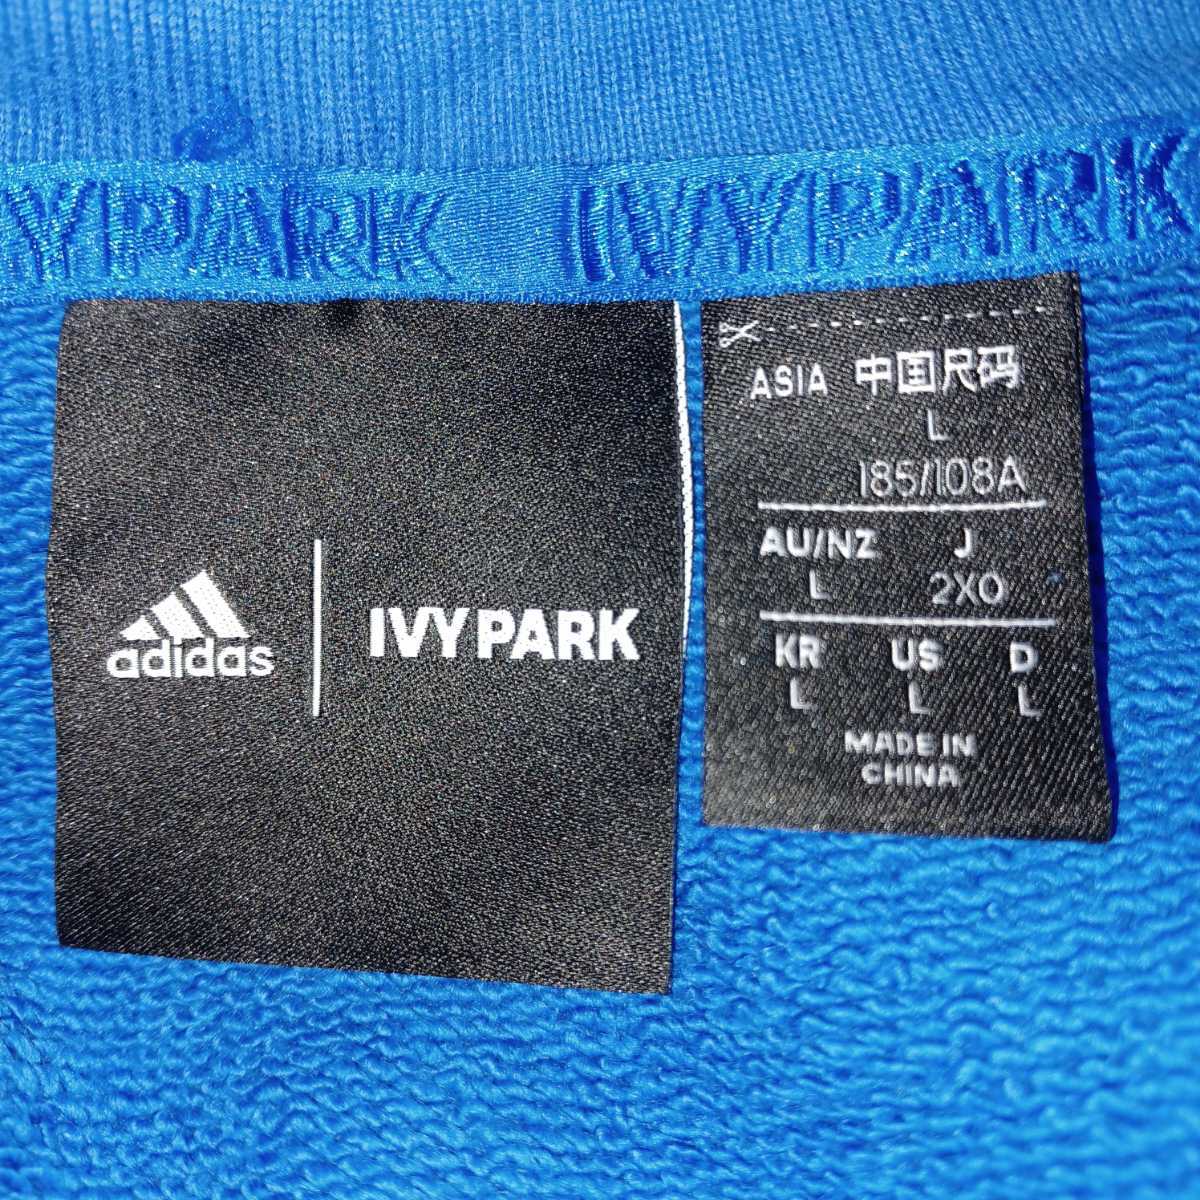 YPARK IVYPARK
adidas IVY PARK
ASIA 中国尺码
L
185/108A
AU/NZ J
L 2XO
KR US D
L L L
MADE IN
CHINA